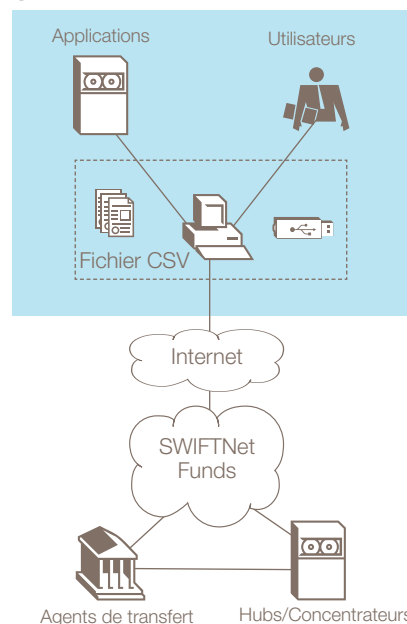 Applications
Utilisateurs
Fichier CSV
Internet
SWIFTNet
Funds
Agents de transfert
Hubs/Concentrateurs